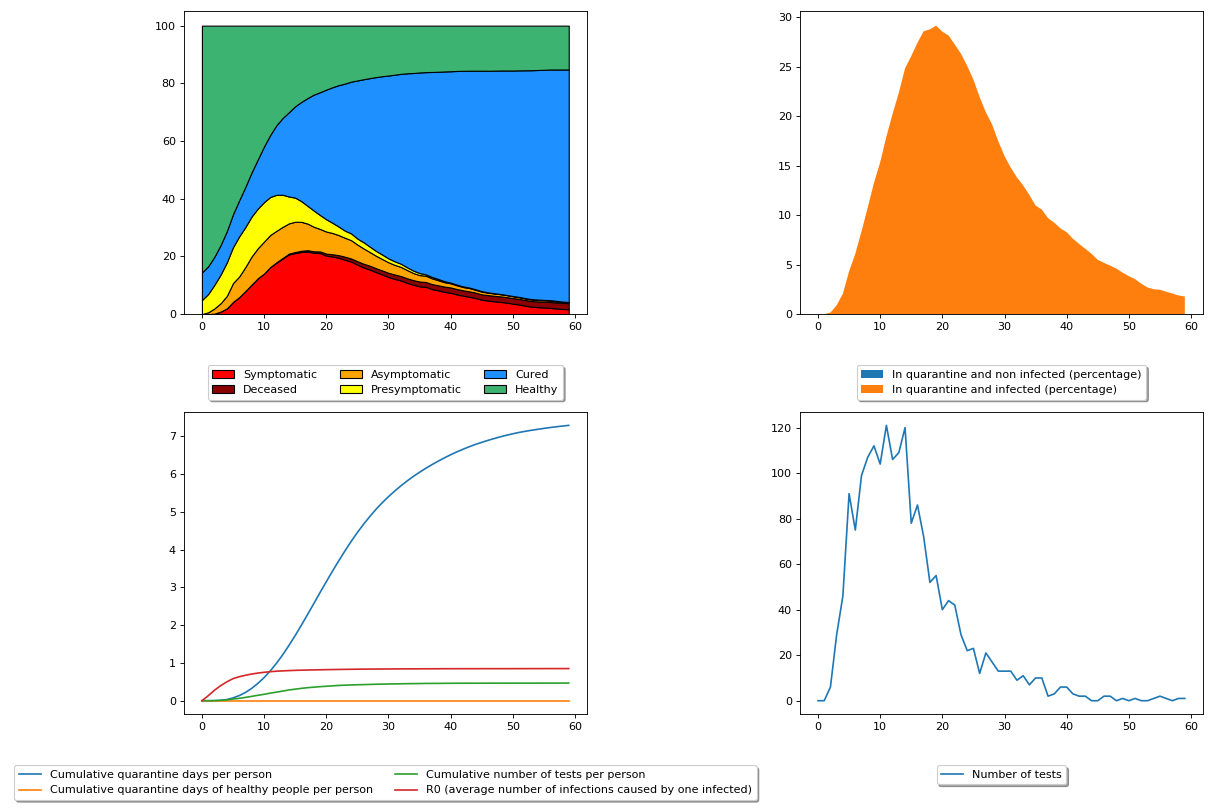 100
80
60
40
20
0
0 10 20 30 40 50 60
Symptomatic Asymptomatic Cured
Deceased Presymptomatic Healthy
30
25
20
15
10
5
0
0 10 20 30 40 50 60
In quarantine and non infected (percentage)
In quarantine and infected (percentage)
7
6
5
4
3
2
1
0
0 10 20 30 40 50 60
Cumulative quarantine days per person Cumulative number of tests per person
Cumulative quarantine days of healthy people per person R0 (average number of infections caused by one infected)
120
100
80
60
40
20
0
0 10 20 30 40 50 60
Number of tests